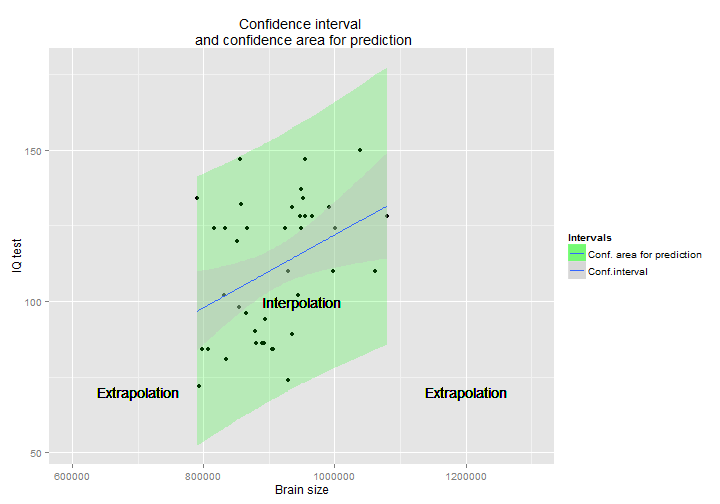 Confidence interval
and confidence area for prediction
IQ test
150
100
50
Interpolation
Extrapolation
Extrapolation
600000
800000
1000000
1200000
Brain size
Intervals
Conf. area for prediction
Conf.interval